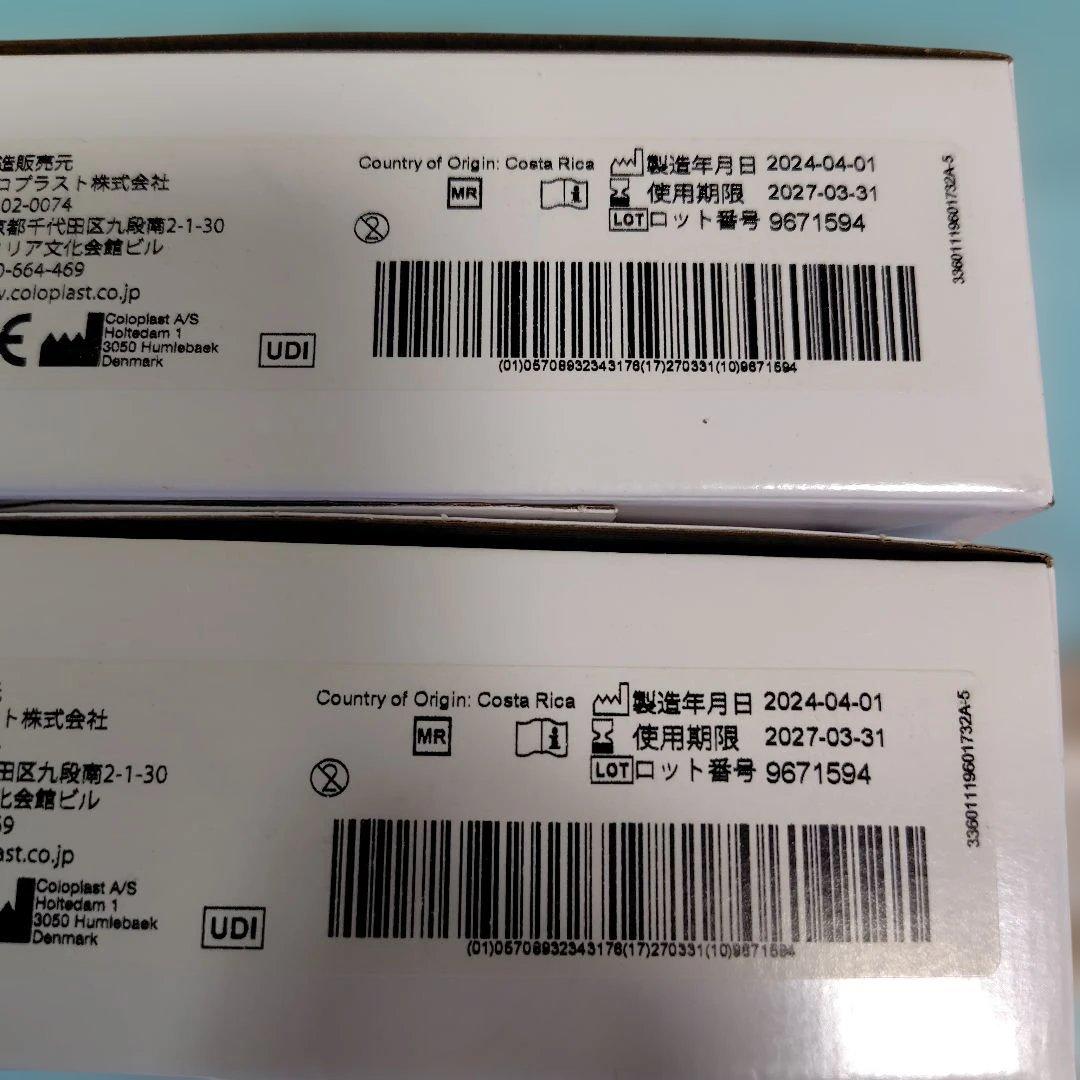 造販売元
コプラスト株式会社
02-0074
京都千代田区九段南2-1-30
リア文化会館ビル
0-664-469
w.coloplast.co.jp
Coloplast A/S
Holtedam 1
3050 Humlebaek
Denmark
UDI
Country of Origin: Costa Rica
MR
2
製造年月日 2024-04-01
使用期限 2027-03-31
LOT ロット番号 9671594
(01)05708932343176(17)270331(10)9671594
3360111960​1732A-5
ト株式会社
田区九段南2-1-30
化会館ビル
69
ast.co.jp
Coloplast A/S
Holtedam 1
3050 Humlebaek
Denmark
UDI
Country of Origin: Costa Rica
MR
2
製造年月日 2024-04-01
使用期限 2027-03-31
LOT ロット番号 9671594
(01)05708932343176(17)270331(10)9671594
33601119601732A-5